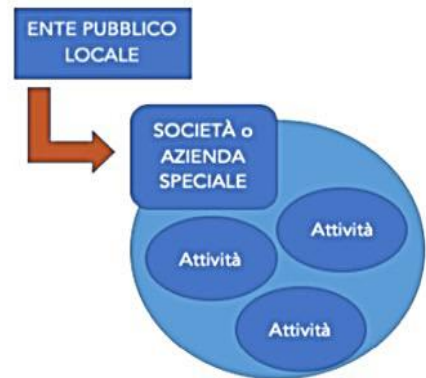 ENTE PUBBLICO
LOCALE
SOCIETÀ o
AZIENDA
SPECIALE
Attività
Attività
Attività